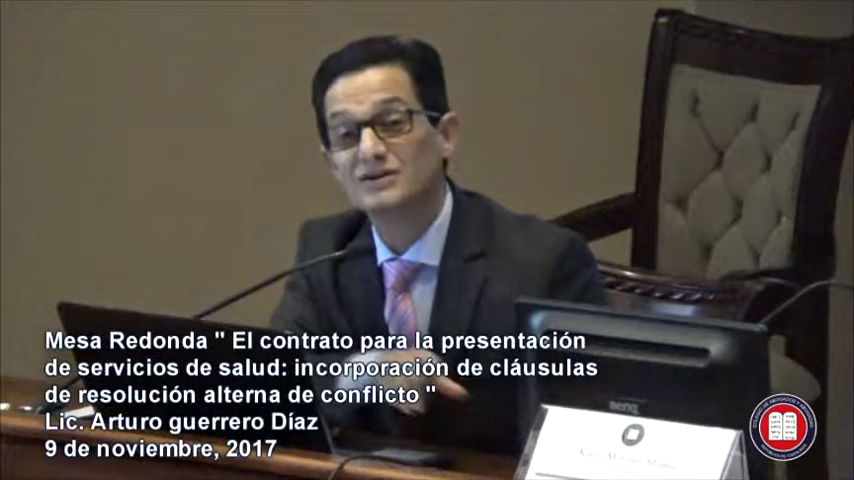 Mesa Redonda " El contrato para la presentación
de servicios de salud: incorporación de cláusulas
de resolución alterna de conflicto "
Lic. Arturo guerrero Díaz
9 de noviembre, 2017
BenQ